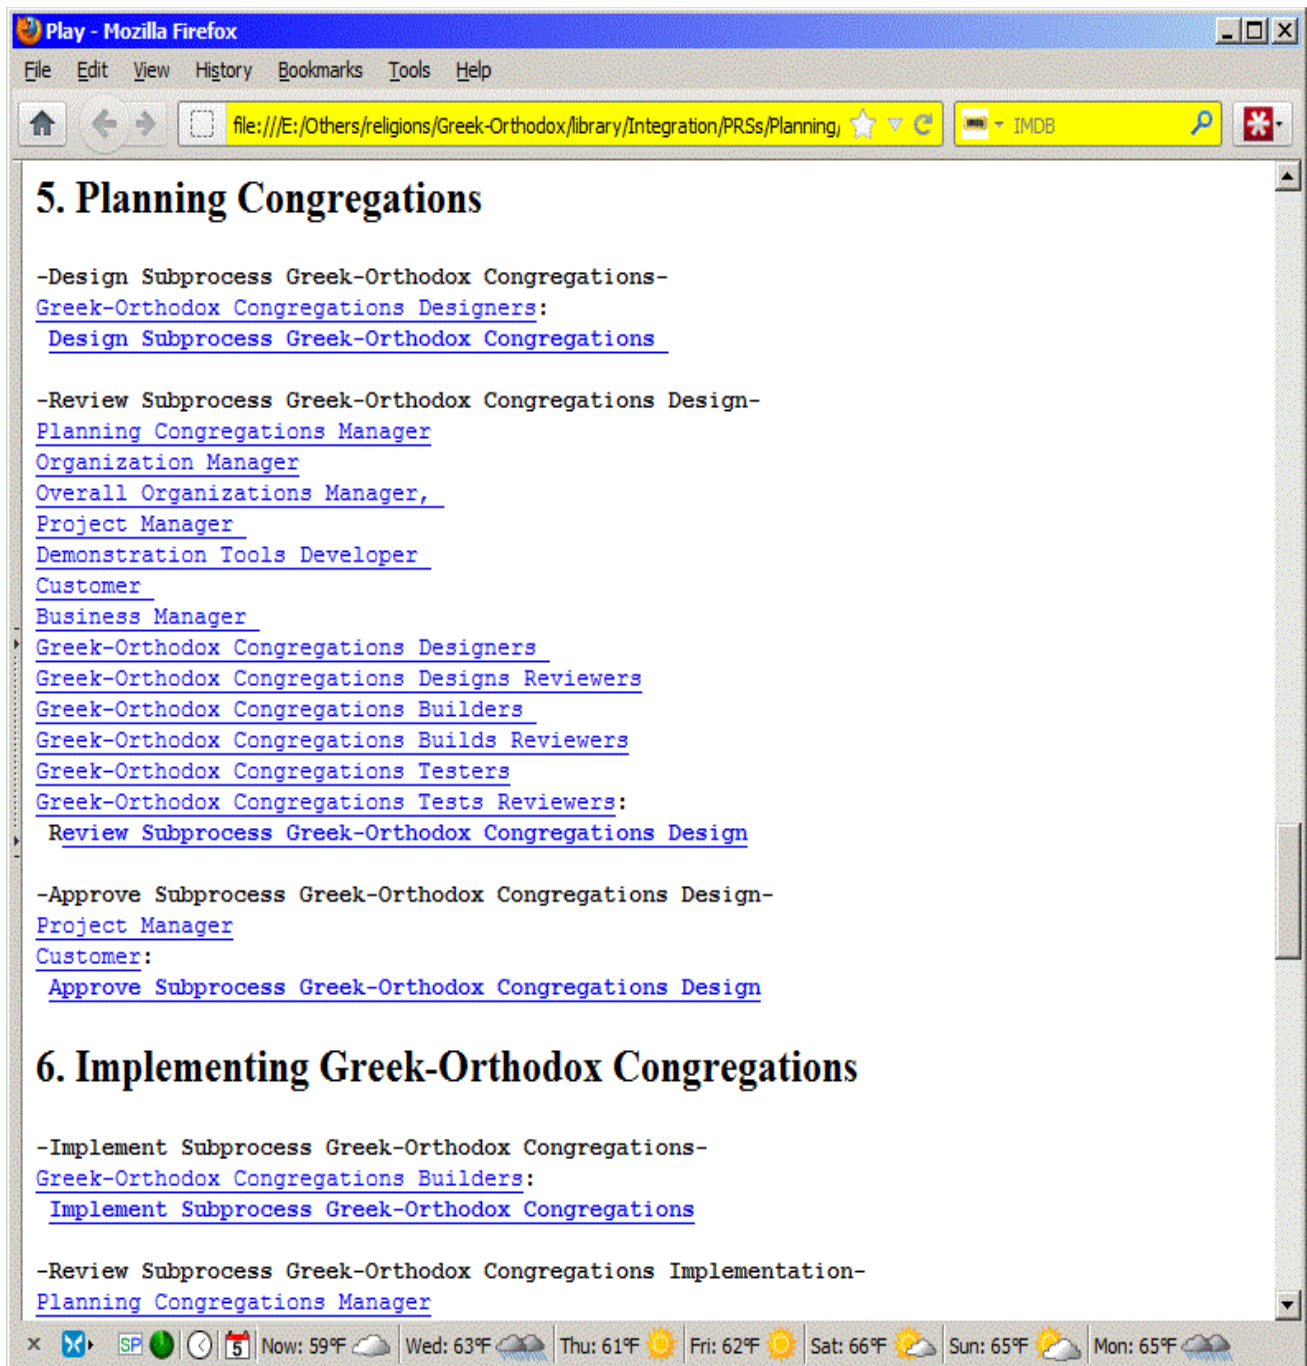 Play - Mozilla Firefox
File Edit View History Bookmarks Tools Help
file:///E:/Others/religions/Greek-Orthodox/library/Integration/PRSs/Planning/ IMDB
5. Planning Congregations
-Design Subprocess Greek-Orthodox Congregations-
Greek-Orthodox Congregations Designers:
Design Subprocess Greek-Orthodox Congregations
-Review Subprocess Greek-Orthodox Congregations Design-
Planning Congregations Manager
Organization Manager
Overall Organizations Manager,
Project Manager
Demonstration Tools Developer
Customer
Business Manager
Greek-Orthodox Congregations Designers
Greek-Orthodox Congregations Designs Reviewers
Greek-Orthodox Congregations Builders
Greek-Orthodox Congregations Builds Reviewers
Greek-Orthodox Congregations Testers
Greek-Orthodox Congregations Tests Reviewers:
Review Subprocess Greek-Orthodox Congregations Design
-Approve Subprocess Greek-Orthodox Congregations Design-
Project Manager
Customer:
Approve Subprocess Greek-Orthodox Congregations Design
6. Implementing Greek-Orthodox Congregations
-Implement Subprocess Greek-Orthodox Congregations-
Greek-Orthodox Congregations Builders:
Implement Subprocess Greek-Orthodox Congregations
-Review Subprocess Greek-Orthodox Congregations Implementation-
Planning Congregations Manager
SP 5 Now: 59°F Wed: 63°F Thu: 61°F Fri: 62°F Sat: 66°F Sun: 65°F Mon: 65°F